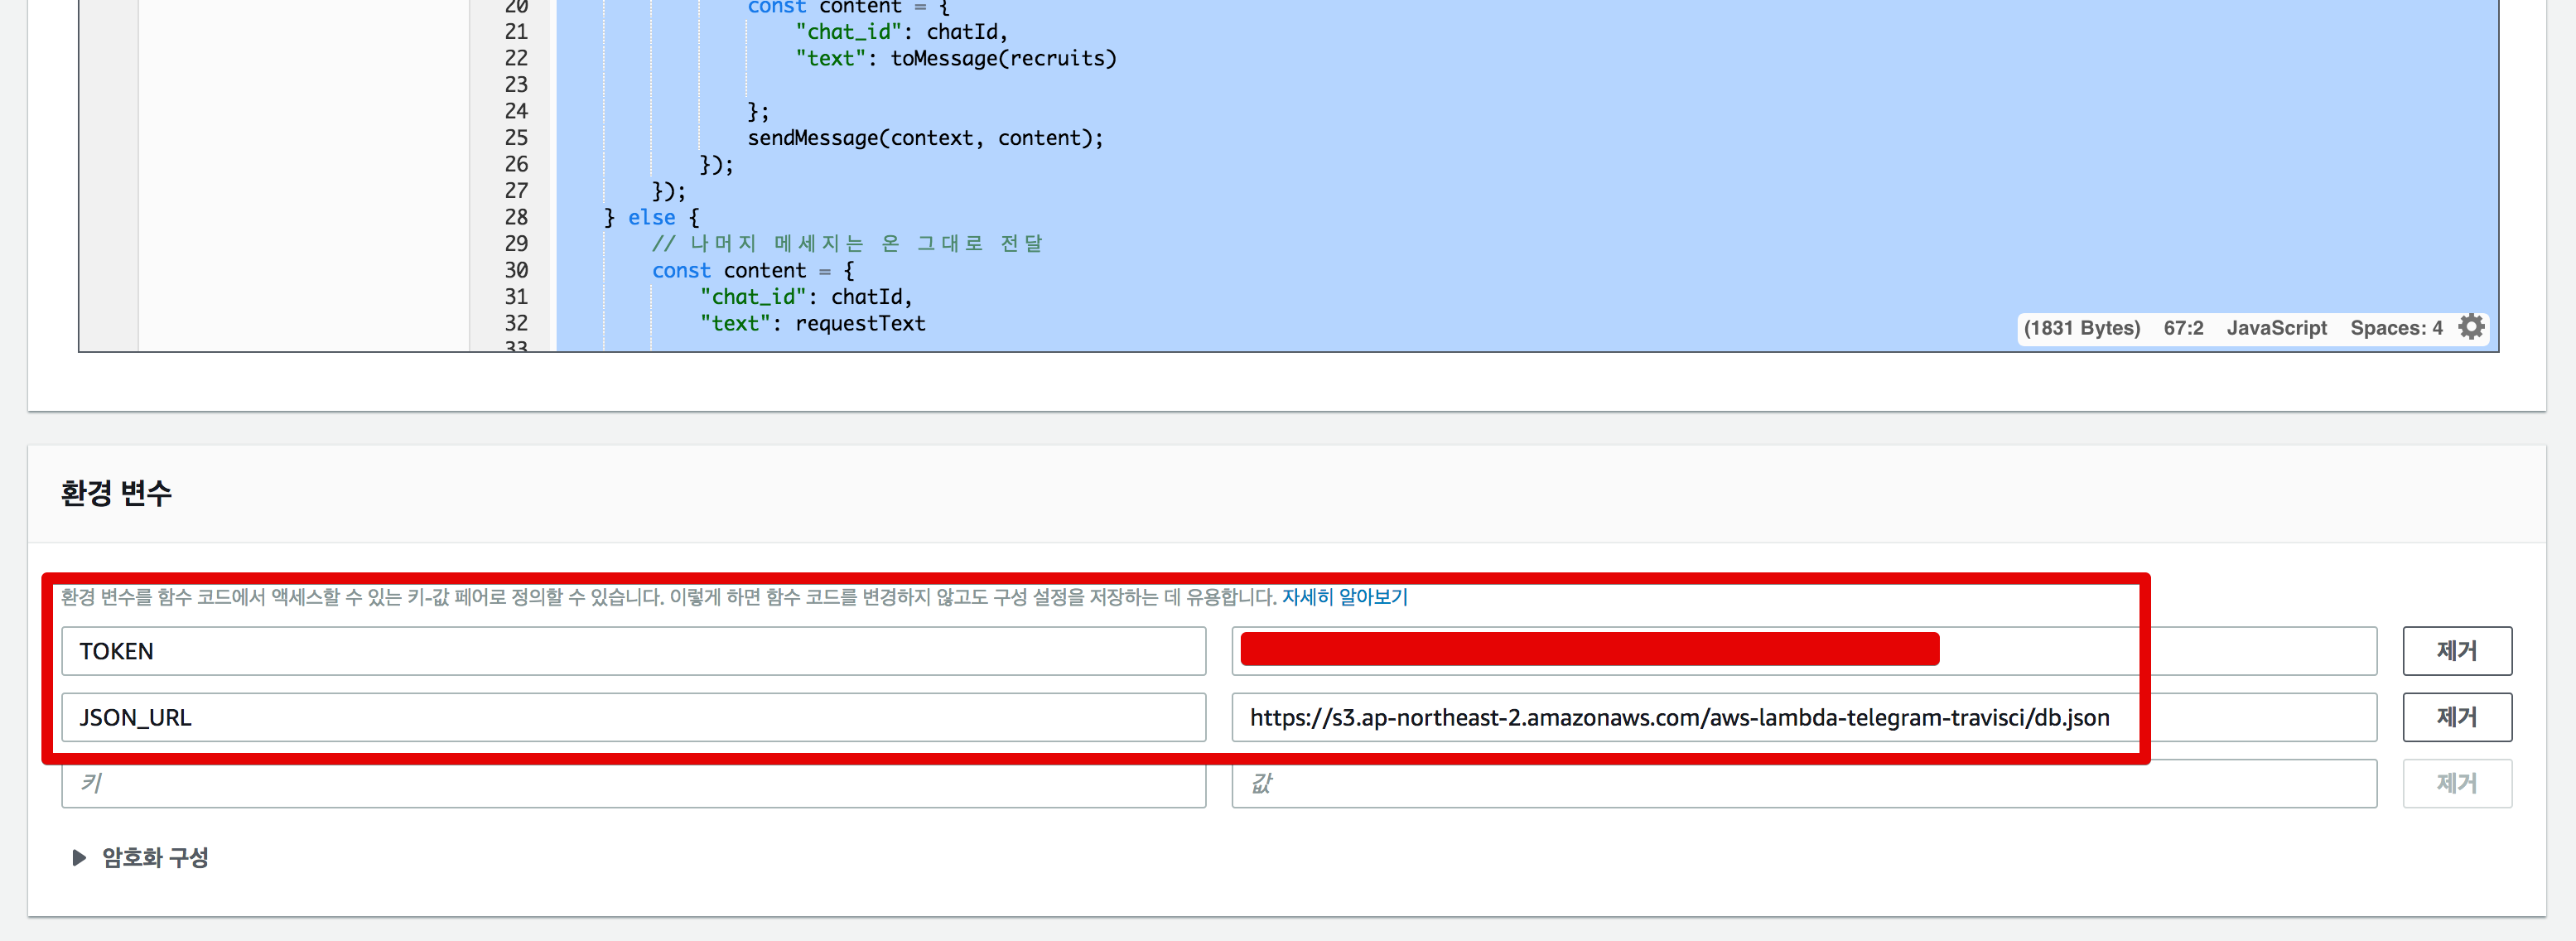 20 const content = {
21 "chat_id": chatId,
22 "text": toMessage(recruits)
23
24 };
25 sendMessage(context, content);
26 });
27 });
28 } else {
29 // 나머지 메세지는 온 그대로 전달
30 const content = {
31 "chat_id": chatId,
32 "text": requestText
33
(1831 Bytes) 67:2 JavaScript Spaces: 4
환경 변수
환경 변수를 함수 코드에서 액세스할 수 있는 키-값 페어로 정의할 수 있습니다. 이렇게 하면 함수 코드를 변경하지 않고도 구성 설정을 저장하는 데 유용합니다. 자세히 알아보기
TOKEN 제거
JSON_URL https://s3.ap-northeast-2.amazonaws.com/aws-lambda-telegram-travisci/db.json 제거
키 값 제거
암호화 구성